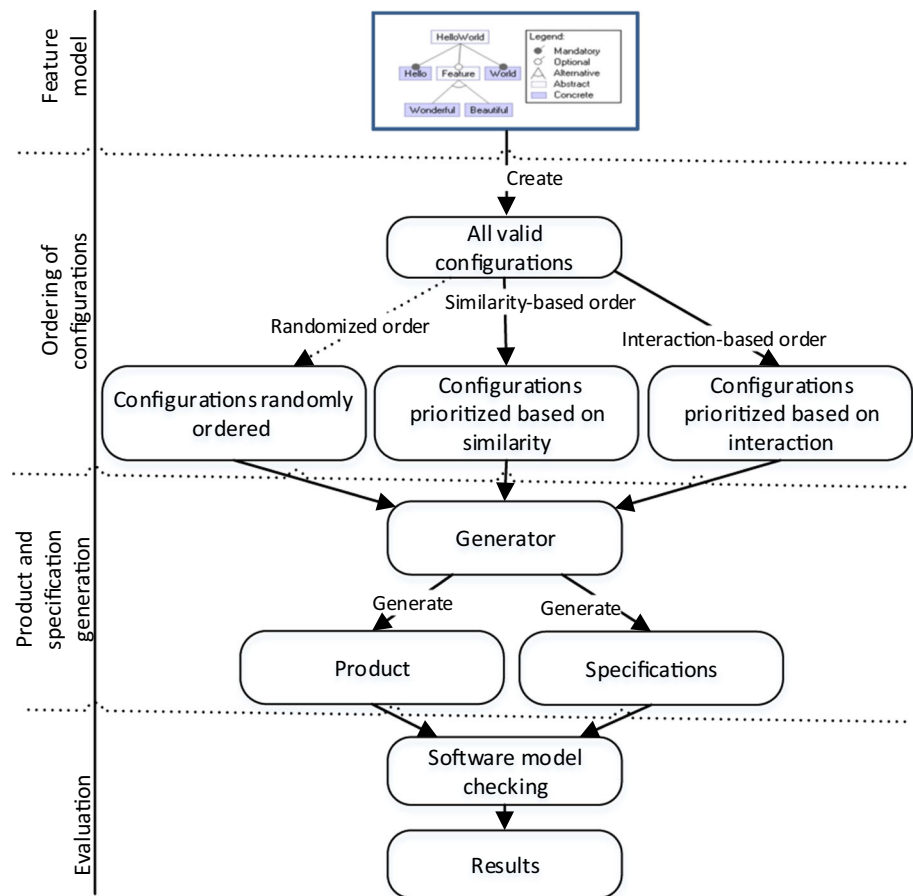 Feature
model
HelloWorld
Hello
Feature
World
Wonderful
Beautiful
Legend:
Mandatory
Optional
Alternative
Abstract
Concrete
Create
Ordering of
configurations
All valid
configurations
Randomized order
Similarity-based order
Interaction-based order
Configurations randomly
ordered
Configurations
prioritized based on
similarity
Configurations
prioritized based on
interaction
Product and
specification
generation
Generator
Generate
Generate
Product
Specifications
Evaluation
Software model
checking
Results